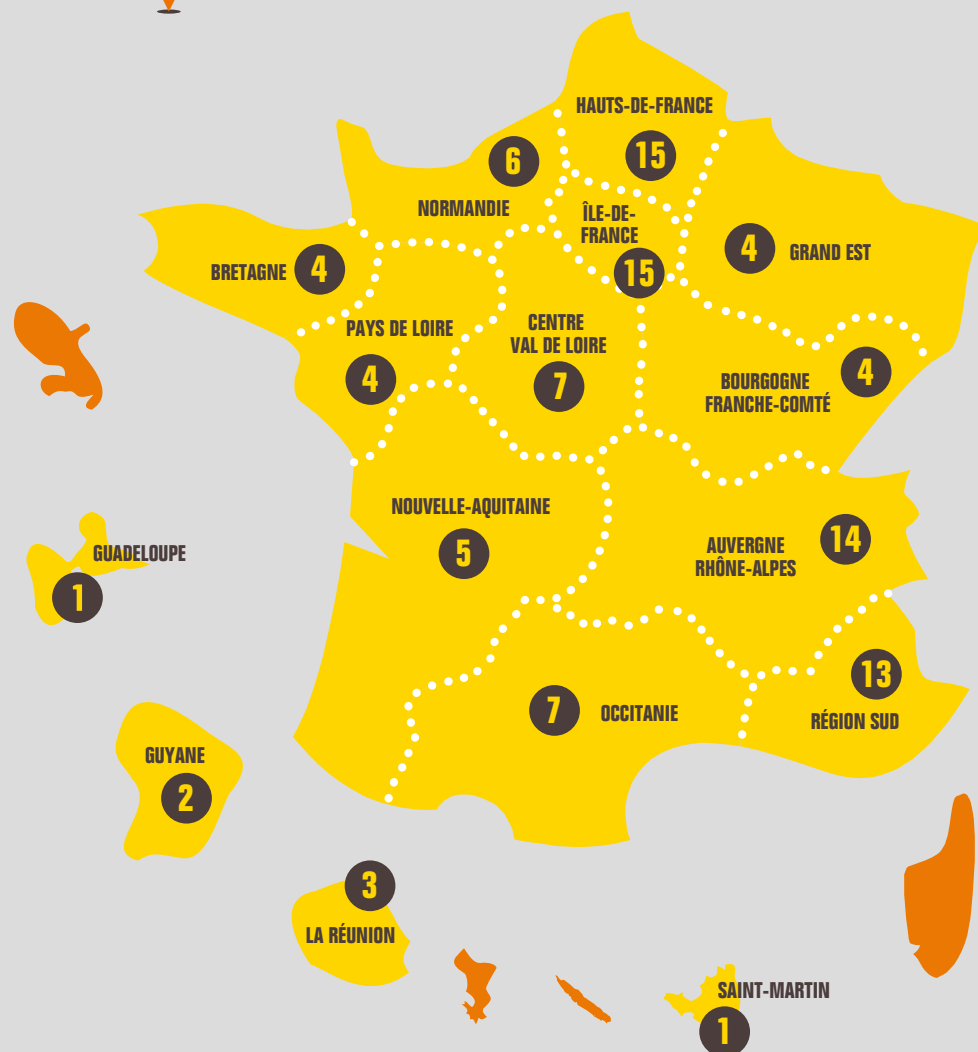 HAUTS-DE-FRANCE
15
6
NORMANDIE
ÎLE-DE-
FRANCE
15
4
GRAND EST
BRETAGNE
4
PAYS DE LOIRE
4
CENTRE
VAL DE LOIRE
7
BOURGOGNE
FRANCHE-COMTÉ
4
NOUVELLE-AQUITAINE
5
AUVERGNE
RHÔNE-ALPES
14
GUADELOUPE
1
13
RÉGION SUD
7
OCCITANIE
GUYANE
2
3
LA RÉUNION
SAINT-MARTIN
1